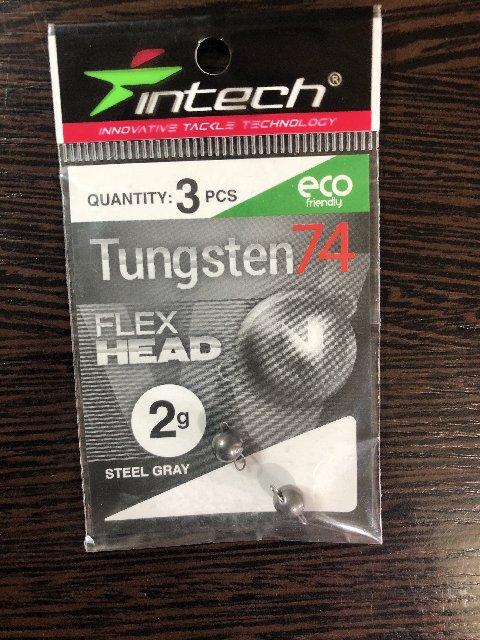 Fintech®
INNOVATIVE TACKLE TECHNOLOGY
QUANTITY: 3 PCS
eco
friendly
Tungsten74
FLEX
HEAD
2g
STEEL GRAY